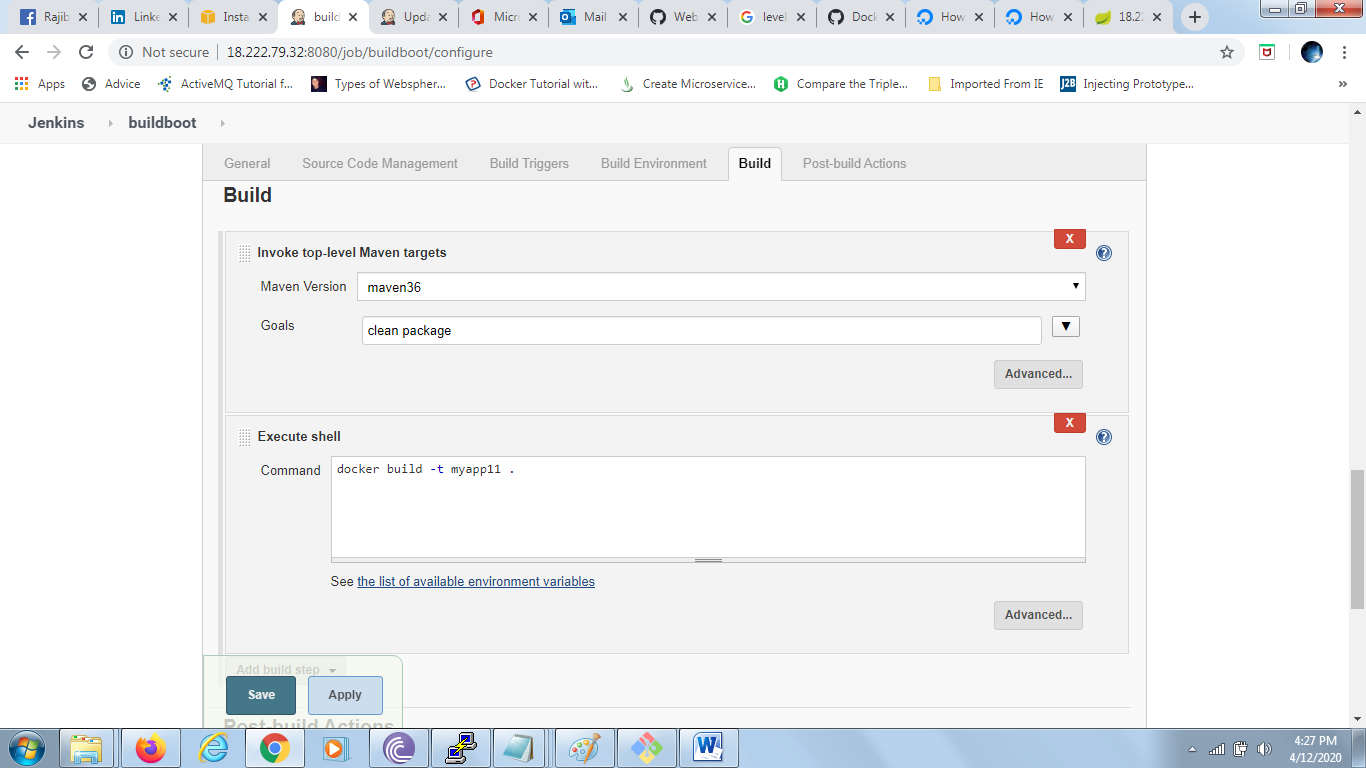 Rajib
Linke
Insta
build
Upda
Micro
Mail
Web
level
Dock
How
How
18.22
Not secure
18.222.79.32:8080/job/buildboot/configure
Apps
Advice
ActiveMQ Tutorial f...
Types of Webspher...
Docker Tutorial wit...
Create Microservice...
Compare the Triple...
Imported From IE
J2B
Injecting Prototype...
»
Jenkins
buildboot
General
Source Code Management
Build Triggers
Build Environment
Build
Post-build Actions
Build
X
Invoke top-level Maven targets
Maven Version
maven36
Goals
clean package
Advanced...
X
Execute shell
Command
docker build -t myapp11 .
See the list of available environment variables
Advanced...
Add build step
Save
Apply
Post-build Actions
4:27 PM
4/12/2020